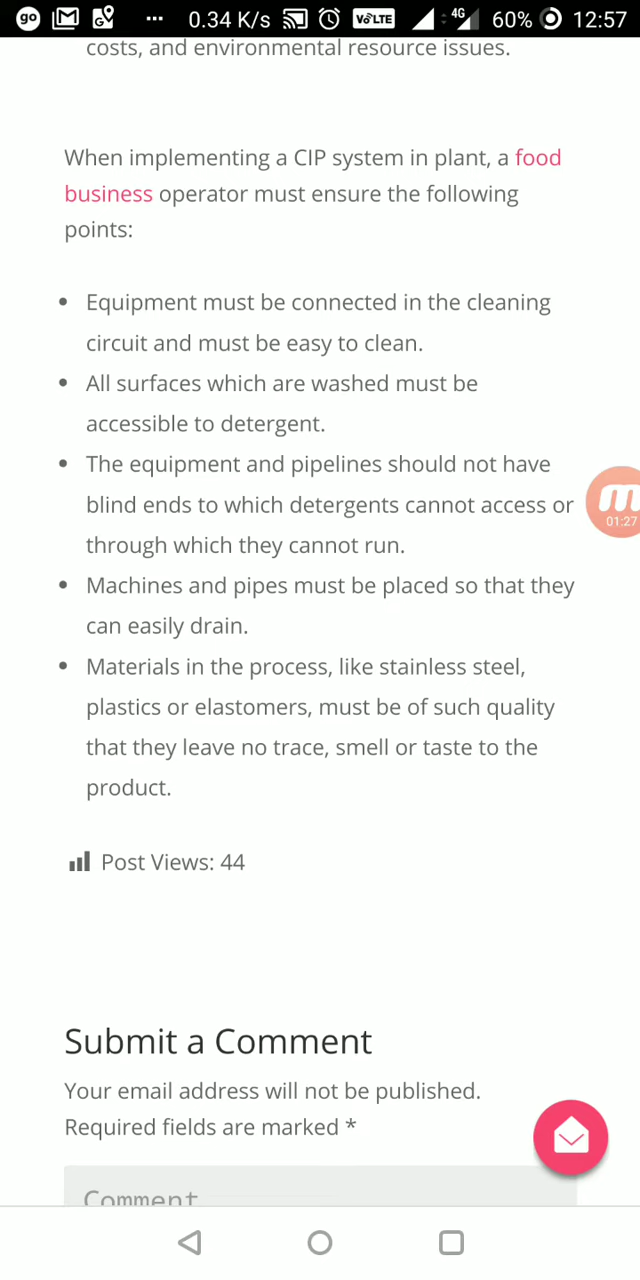 go 0.34 K/s VoLTE 4G 60% 12:57
costs, and environmental resource issues.
When implementing a CIP system in plant, a food
business operator must ensure the following
points:
• Equipment must be connected in the cleaning
circuit and must be easy to clean.
• All surfaces which are washed must be
accessible to detergent.
• The equipment and pipelines should not have
blind ends to which detergents cannot access or
through which they cannot run.
m
01:27
• Machines and pipes must be placed so that they
can easily drain.
• Materials in the process, like stainless steel,
plastics or elastomers, must be of such quality
that they leave no trace, smell or taste to the
product.
Post Views: 44
Submit a Comment
Your email address will not be published.
Required fields are marked *
Comment